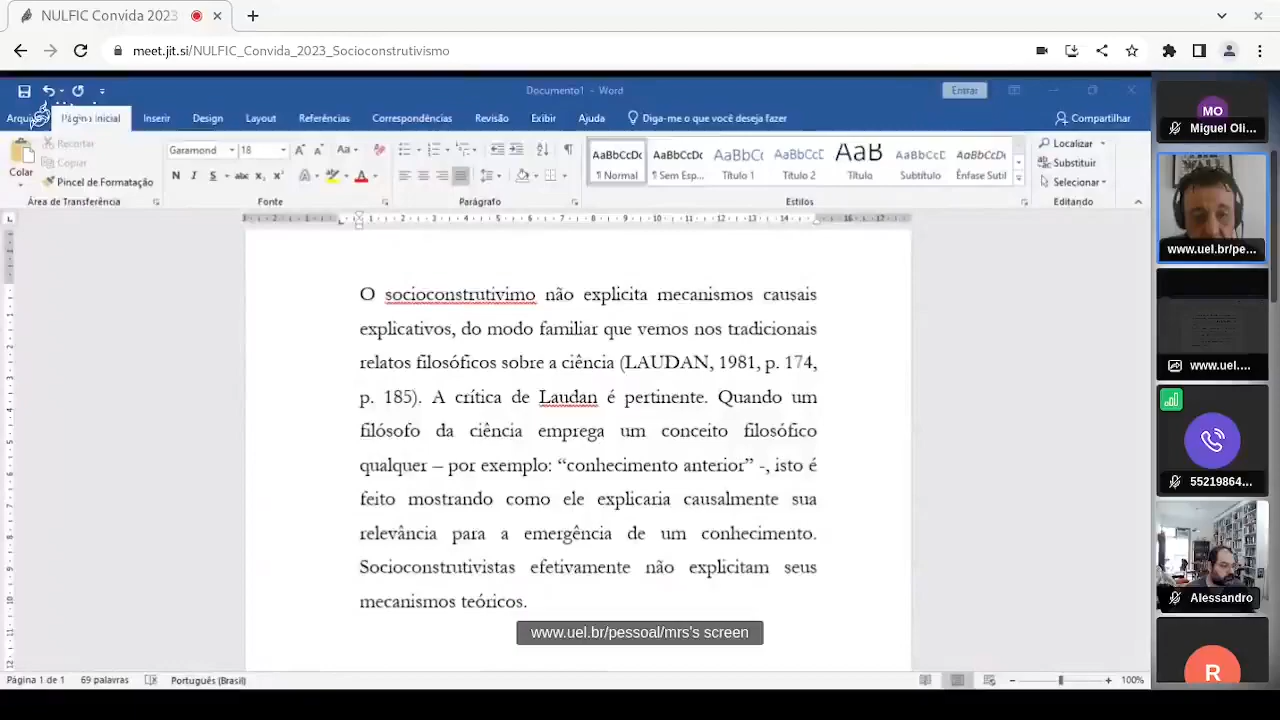 NULFIC Convida 2023
meet.jit.si/NULFIC_Convida_2023_Socioconstrutivismo
Documento1 - Word
Entrar
Página Inicial
Inserir
Design
Layout
Referências
Correspondências
Revisão
Exibir
Ajuda
Diga-me o que você deseja fazer
Compartilhar
Colar
Recortar
Copiar
Pincel de Formatação
Área de Transferência
Garamond
18
Fonte
Parágrafo
AaBbCcDc
¶ Normal
AaBbCcDc
¶ Sem Esp...
AaBbCc
Título 1
AaBbCcD
Título 2
AaB
Título
AaBbCcD
Subtítulo
AaBbCcDc
Ênfase Sutil
Estilos
Localizar
Substituir
Selecionar
Editando
O socioconstrutivimo não explicita mecanismos causais
explicativos, do modo familiar que vemos nos tradicionais
relatos filosóficos sobre a ciência (LAUDAN, 1981, p. 174,
p. 185). A crítica de Laudan é pertinente. Quando um
filósofo da ciência emprega um conceito filosófico
qualquer – por exemplo: “conhecimento anterior” -, isto é
feito mostrando como ele explicaria causalmente sua
relevância para a emergência de um conhecimento.
Socioconstrutivistas efetivamente não explicitam seus
mecanismos teóricos.
www.uel.br/pessoal/mrs's screen
Página 1 de 1
69 palavras
Português (Brasil)
100%
MO
Miguel Oli...
www.uel.br/pe...
www.uel....
55219864...
Alessandro
R